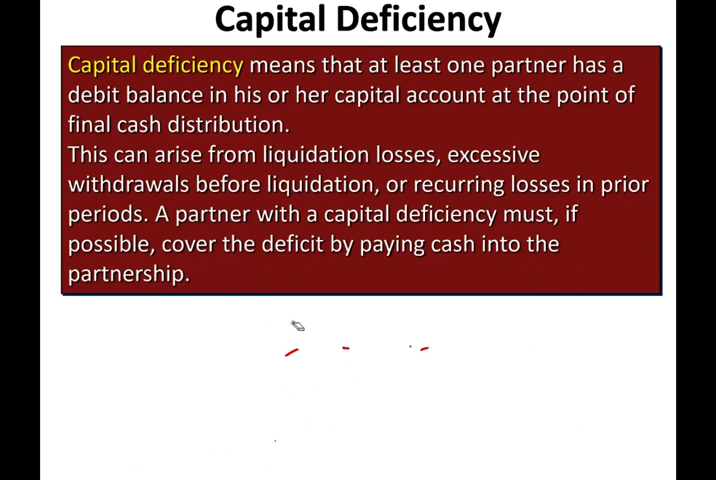 Capital Deficiency
Capital deficiency means that at least one partner has a
debit balance in his or her capital account at the point of
final cash distribution.
This can arise from liquidation losses, excessive
withdrawals before liquidation, or recurring losses in prior
periods. A partner with a capital deficiency must, if
possible, cover the deficit by paying cash into the
partnership.